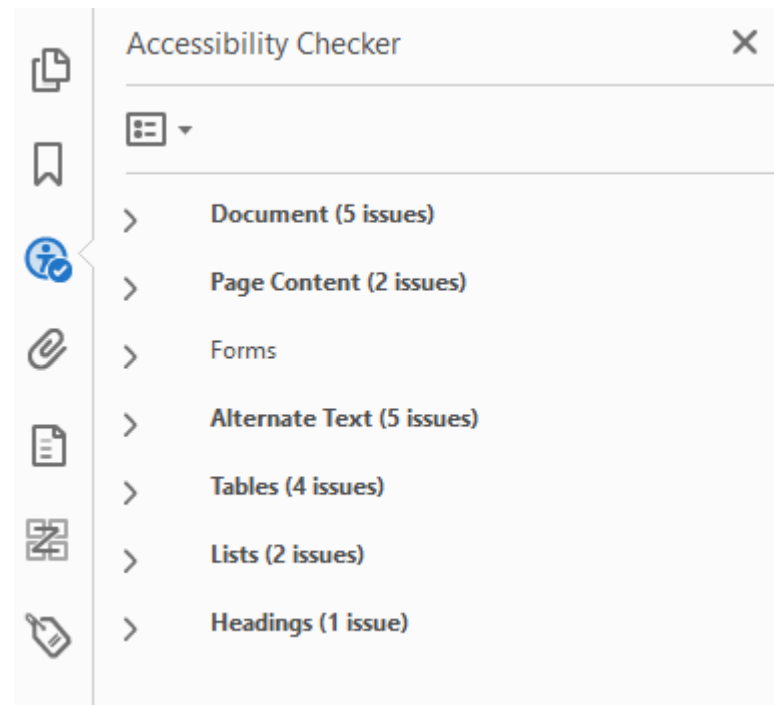 Accessibility Checker
Document (5 issues)
Page Content (2 issues)
Forms
Alternate Text (5 issues)
Tables (4 issues)
Lists (2 issues)
Headings (1 issue)